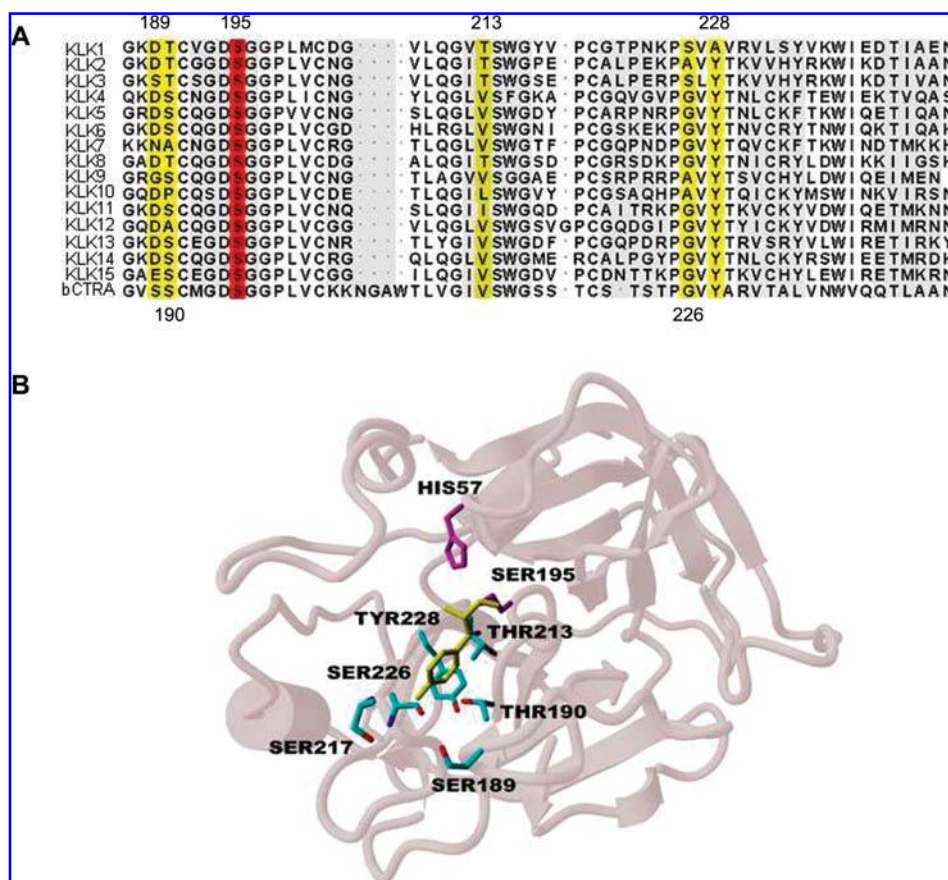 189 195 213 228
A
KLK1 GKDTCVGDSGGPLMCDG····VLQGVTSWGYV·PCGTPNKPSVAVRVLSYVKWIEDTIAEN
KLK2 GKDTCGGDSGGPLVCNG····VLQGITSWGPE·PCALPEKPAVYTKVVHYRKWIKDTIAAN
KLK3 GKDTCSGDSGGPLVCNG····VLQGITSWGSE·PCALPERPSLYTKVVHYRKWIKDTIVAN
KLK4 QKDSCNGDSGGPLICNG····YLQGLVSFGKA·PCGQVGVPGVYTNLCKFTEWIEKTVQAS
KLK5 GRDSCQGDSGGPVVCNG····SLQGLVSWGDY·PCARPNRPGVYTNLCKFTKWIQETIQAN
KLK6 GKDSCQGDSGGPLVCGD····HLRGLVSWGNI·PCGSKEKPGVYTNVCRYTNWIQKTIQAK
KLK7 KKNACNGDSGGPLVCRG····TLQGLVSWGTF·PCGQPNDPGVYTQVCKFTKWINDTMKKH
KLK8 GADTCQGDSGGPLVCDG····ALQGITSWGSD·PCGRSDKPGVYTNICRYLDWIKKIIGSK
KLK9 GRGSCQGDSGGPLVCNG····TLAGVVSGGAE·PCSRPRRPAVYTSVCHYLDWIQEIMEN
KLK10 GQDPCQSDSGGPLVCDE····TLQGILSWGVY·PCGSAQHPAVYTQICKYMSWINKVIRS
KLK11 GKDSCQGDSGGPLVCNQ····SLQGIISWGQD·PCAITRKPGVYTKVCKYVDWIQETMKNN
KLK12 GQDACQGDSGGPLVCGG····VLQGLVSWGSVGPCGQDGIPGVYTYICKYVDWIRMIMRNN
KLK13 GKDSCEGDSGGPLVCNR····TLYGIVSWGDF·PCGQPDRPGVYTRVSRYVLWIRETIRKY
KLK14 GKDSCQGDSGGPLVCRG····QLQGLVSWGME·RCALPGYPGVYTNLCKYRSWIEETMRDK
KLK15 GAESCEGDSGGPLVCGG····ILQGIVSWGDV·PCDNTTKPGVYTKVCHYLEWIRETMKR
bCTRA GVSSCMGDSGGPLVCKKNGAWTLVGIVSWGSS·TCS·TSTPGVYARVTALVNWVQQTLAAN
190 226
B
HIS57
SER195
TYR228
THR213
SER226
THR190
SER217
SER189